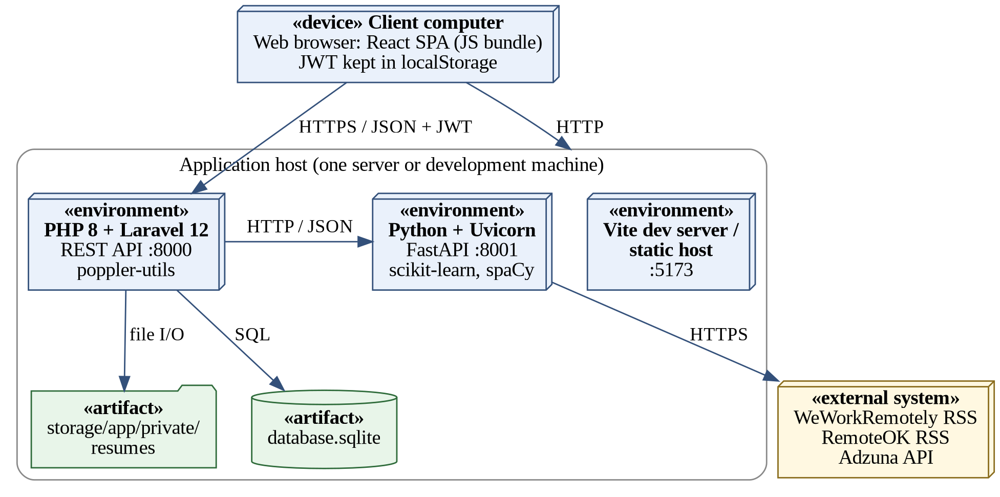 «device» Client computer
Web browser: React SPA (JS bundle)
JWT kept in localStorage
HTTPS / JSON + JWT
HTTP
Application host (one server or development machine)
«environment»
PHP 8 + Laravel 12
REST API :8000
poppler-utils
HTTP / JSON
«environment»
Python + Uvicorn
FastAPI :8001
scikit-learn, spaCy
«environment»
Vite dev server /
static host
:5173
file I/O
SQL
HTTPS
«artifact»
storage/app/private/
resumes
«artifact»
database.sqlite
«external system»
WeWorkRemotely RSS
RemoteOK RSS
Adzuna API